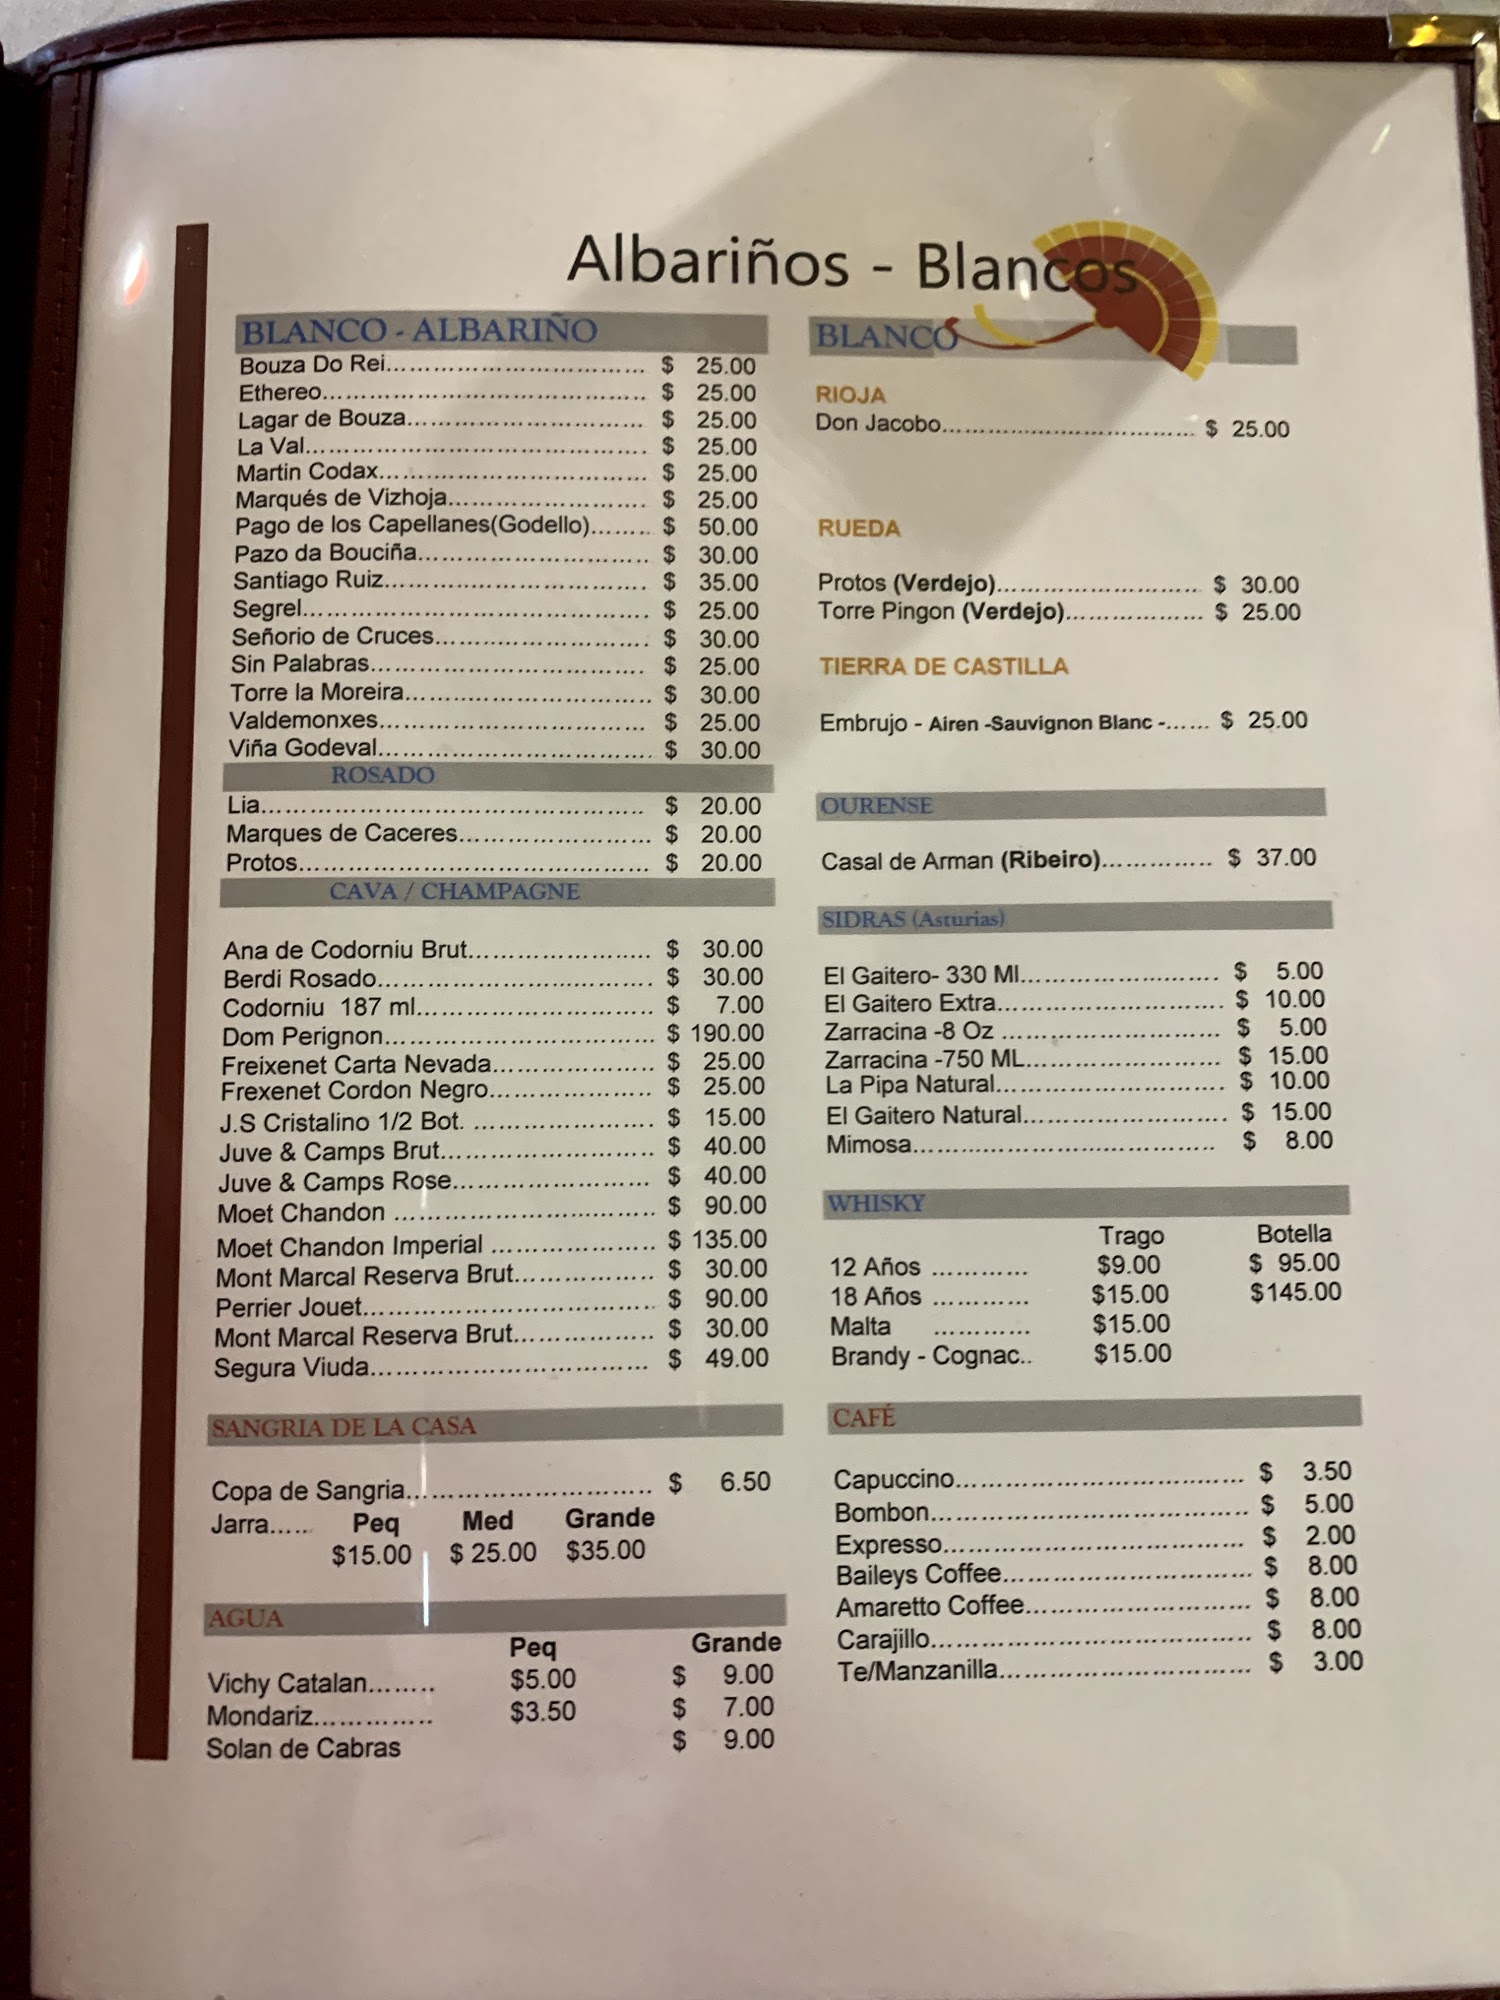 Albariños - Blancos
BLANCO - ALBARIÑO
Bouza Do Rei.................................. $ 25.00
Ethereo.......................................... $ 25.00
Lagar de Bouza............................... $ 25.00
La Val............................................ $ 25.00
Martin Codax................................... $ 25.00
Marqués de Vizhoja......................... $ 25.00
Pago de los Capellanes(Godello)........ $ 50.00
Pazo da Bouciña.............................. $ 30.00
Santiago Ruiz.................................. $ 35.00
Segrel............................................ $ 25.00
Señorio de Cruces............................ $ 30.00
Sin Palabras.................................... $ 25.00
Torre la Moreira............................... $ 30.00
Valdemonxes................................... $ 25.00
Viña Godeval................................... $ 30.00
ROSADO
Lia................................................. $ 20.00
Marques de Caceres......................... $ 20.00
Protos............................................ $ 20.00
CAVA / CHAMPAGNE
Ana de Codorniu Brut....................... $ 30.00
Berdi Rosado................................... $ 30.00
Codorniu 187 ml.............................. $ 7.00
Dom Perignon.................................. $ 190.00
Freixenet Carta Nevada..................... $ 25.00
Frexenet Cordon Negro..................... $ 25.00
J.S Cristalino 1/2 Bot. ....................... $ 15.00
Juve & Camps Brut........................... $ 40.00
Juve & Camps Rose......................... $ 40.00
Moet Chandon ................................. $ 90.00
Moet Chandon Imperial ..................... $ 135.00
Mont Marcal Reserva Brut.................. $ 30.00
Perrier Jouet.................................... $ 90.00
Mont Marcal Reserva Brut.................. $ 30.00
Segura Viuda................................... $ 49.00
SANGRIA DE LA CASA
Copa de Sangria............................... $ 6.50
Jarra...... Peq Med Grande
$15.00 $ 25.00 $35.00
AGUA
Peq Grande
Vichy Catalan........ $5.00 $ 9.00
Mondariz.............. $3.50 $ 7.00
Solan de Cabras $ 9.00
BLANCO
RIOJA
Don Jacobo.................................. $ 25.00
RUEDA
Protos (Verdejo)........................... $ 30.00
Torre Pingon (Verdejo).................. $ 25.00
TIERRA DE CASTILLA
Embrujo - Airen -Sauvignon Blanc -...... $ 25.00
OURENSE
Casal de Arman (Ribeiro).............. $ 37.00
SIDRAS (Asturias)
El Gaitero- 330 Ml......................... $ 5.00
El Gaitero Extra............................ $ 10.00
Zarracina -8 Oz ............................ $ 5.00
Zarracina -750 ML......................... $ 15.00
La Pipa Natural............................. $ 10.00
El Gaitero Natural.......................... $ 15.00
Mimosa....................................... $ 8.00
WHISKY
Trago Botella
12 Años ............ $9.00 $ 95.00
18 Años ............ $15.00 $145.00
Malta ............ $15.00
Brandy - Cognac.. $15.00
CAFÉ
Capuccino.................................... $ 3.50
Bombon....................................... $ 5.00
Expresso..................................... $ 2.00
Baileys Coffee............................... $ 8.00
Amaretto Coffee............................ $ 8.00
Carajillo....................................... $ 8.00
Te/Manzanilla............................... $ 3.00